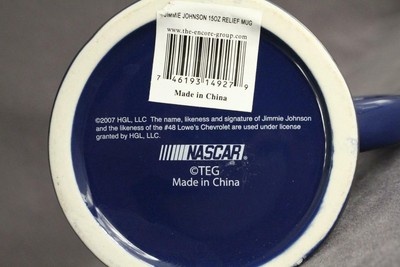 JIMMIE JOHNSON 15OZ RELIEF MUG
www.the-encore-group.com
7 46193 14927 9
Made in China
©2007 HGL, LLC The name, likeness and signature of Jimmie Johnson
and the likeness of the #48 Lowe's Chevrolet are used under license
granted by HGL, LLC.
NASCAR
©TEG
Made in China